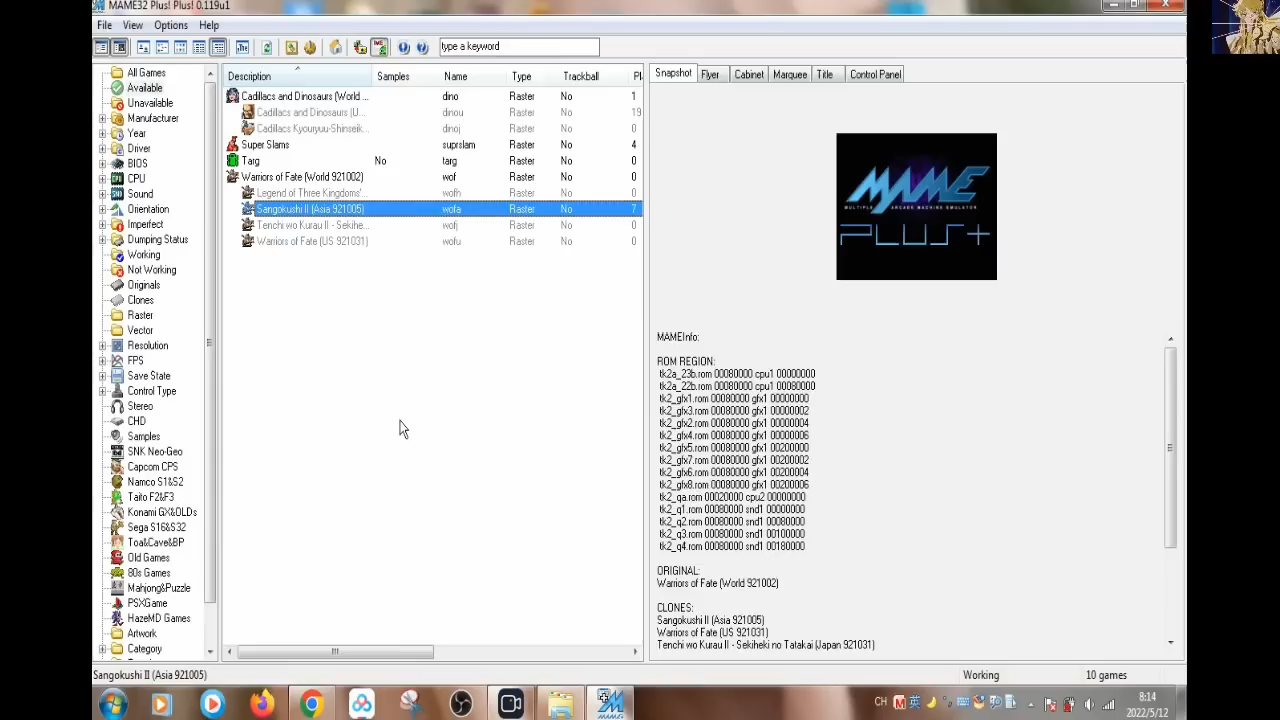 MAME32 Plus! Plus! 0.119u1
File View Options Help
type a keyword
All Games
Available
Unavailable
Manufacturer
Year
Driver
BIOS
CPU
Sound
Orientation
Imperfect
Dumping Status
Working
Not Working
Originals
Clones
Raster
Vector
Resolution
FPS
Save State
Control Type
Stereo
CHD
Samples
SNK Neo-Geo
Capcom CPS
Namco S1&S2
Taito F2&F3
Konami GX&OLDs
Sega S16&S32
Toa&Cave&BP
Old Games
80s Games
Mahjong&Puzzle
PSXGame
HazeMD Games
Artwork
Category
Description Samples Name Type Trackball Pl
Cadillacs and Dinosaurs (World ... dino Raster No 1
Cadillacs and Dinosaurs (U... dinou Raster No 19
Cadillacs Kyouryuu-Shinseik... dinoj Raster No 0
Super Slams suprslam Raster No 4
Targ No targ Raster No 0
Warriors of Fate (World 921002) wof Raster No 0
Legend of Three Kingdoms'... wofh Raster No 0
Sangokushi II (Asia 921005) wofa Raster No 7
Tenchi wo Kurau II - Sekihe... wofj Raster No 0
Warriors of Fate (US 921031) wofu Raster No 0
Snapshot Flyer Cabinet Marquee Title Control Panel
MAME
MULTIPLE ARCADE MACHINE EMULATOR
PLUS+
MAMEInfo:
ROM REGION:
tk2a_23b.rom 00080000 cpu1 00000000
tk2a_22b.rom 00080000 cpu1 00080000
tk2_gfx1.rom 00080000 gfx1 00000000
tk2_gfx3.rom 00080000 gfx1 00000002
tk2_gfx2.rom 00080000 gfx1 00000004
tk2_gfx4.rom 00080000 gfx1 00000006
tk2_gfx5.rom 00080000 gfx1 00200000
tk2_gfx7.rom 00080000 gfx1 00200002
tk2_gfx6.rom 00080000 gfx1 00200004
tk2_gfx8.rom 00080000 gfx1 00200006
tk2_qa.rom 00020000 cpu2 00000000
tk2_q1.rom 00080000 snd1 00000000
tk2_q2.rom 00080000 snd1 00080000
tk2_q3.rom 00080000 snd1 00100000
tk2_q4.rom 00080000 snd1 00180000
ORIGINAL:
Warriors of Fate (World 921002)
CLONES:
Sangokushi II (Asia 921005)
Warriors of Fate (US 921031)
Tenchi wo Kurau II - Sekiheki no Tatakai (Japan 921031)
Sangokushi II (Asia 921005) Working 10 games
CH M 英 8:14
2022/5/12